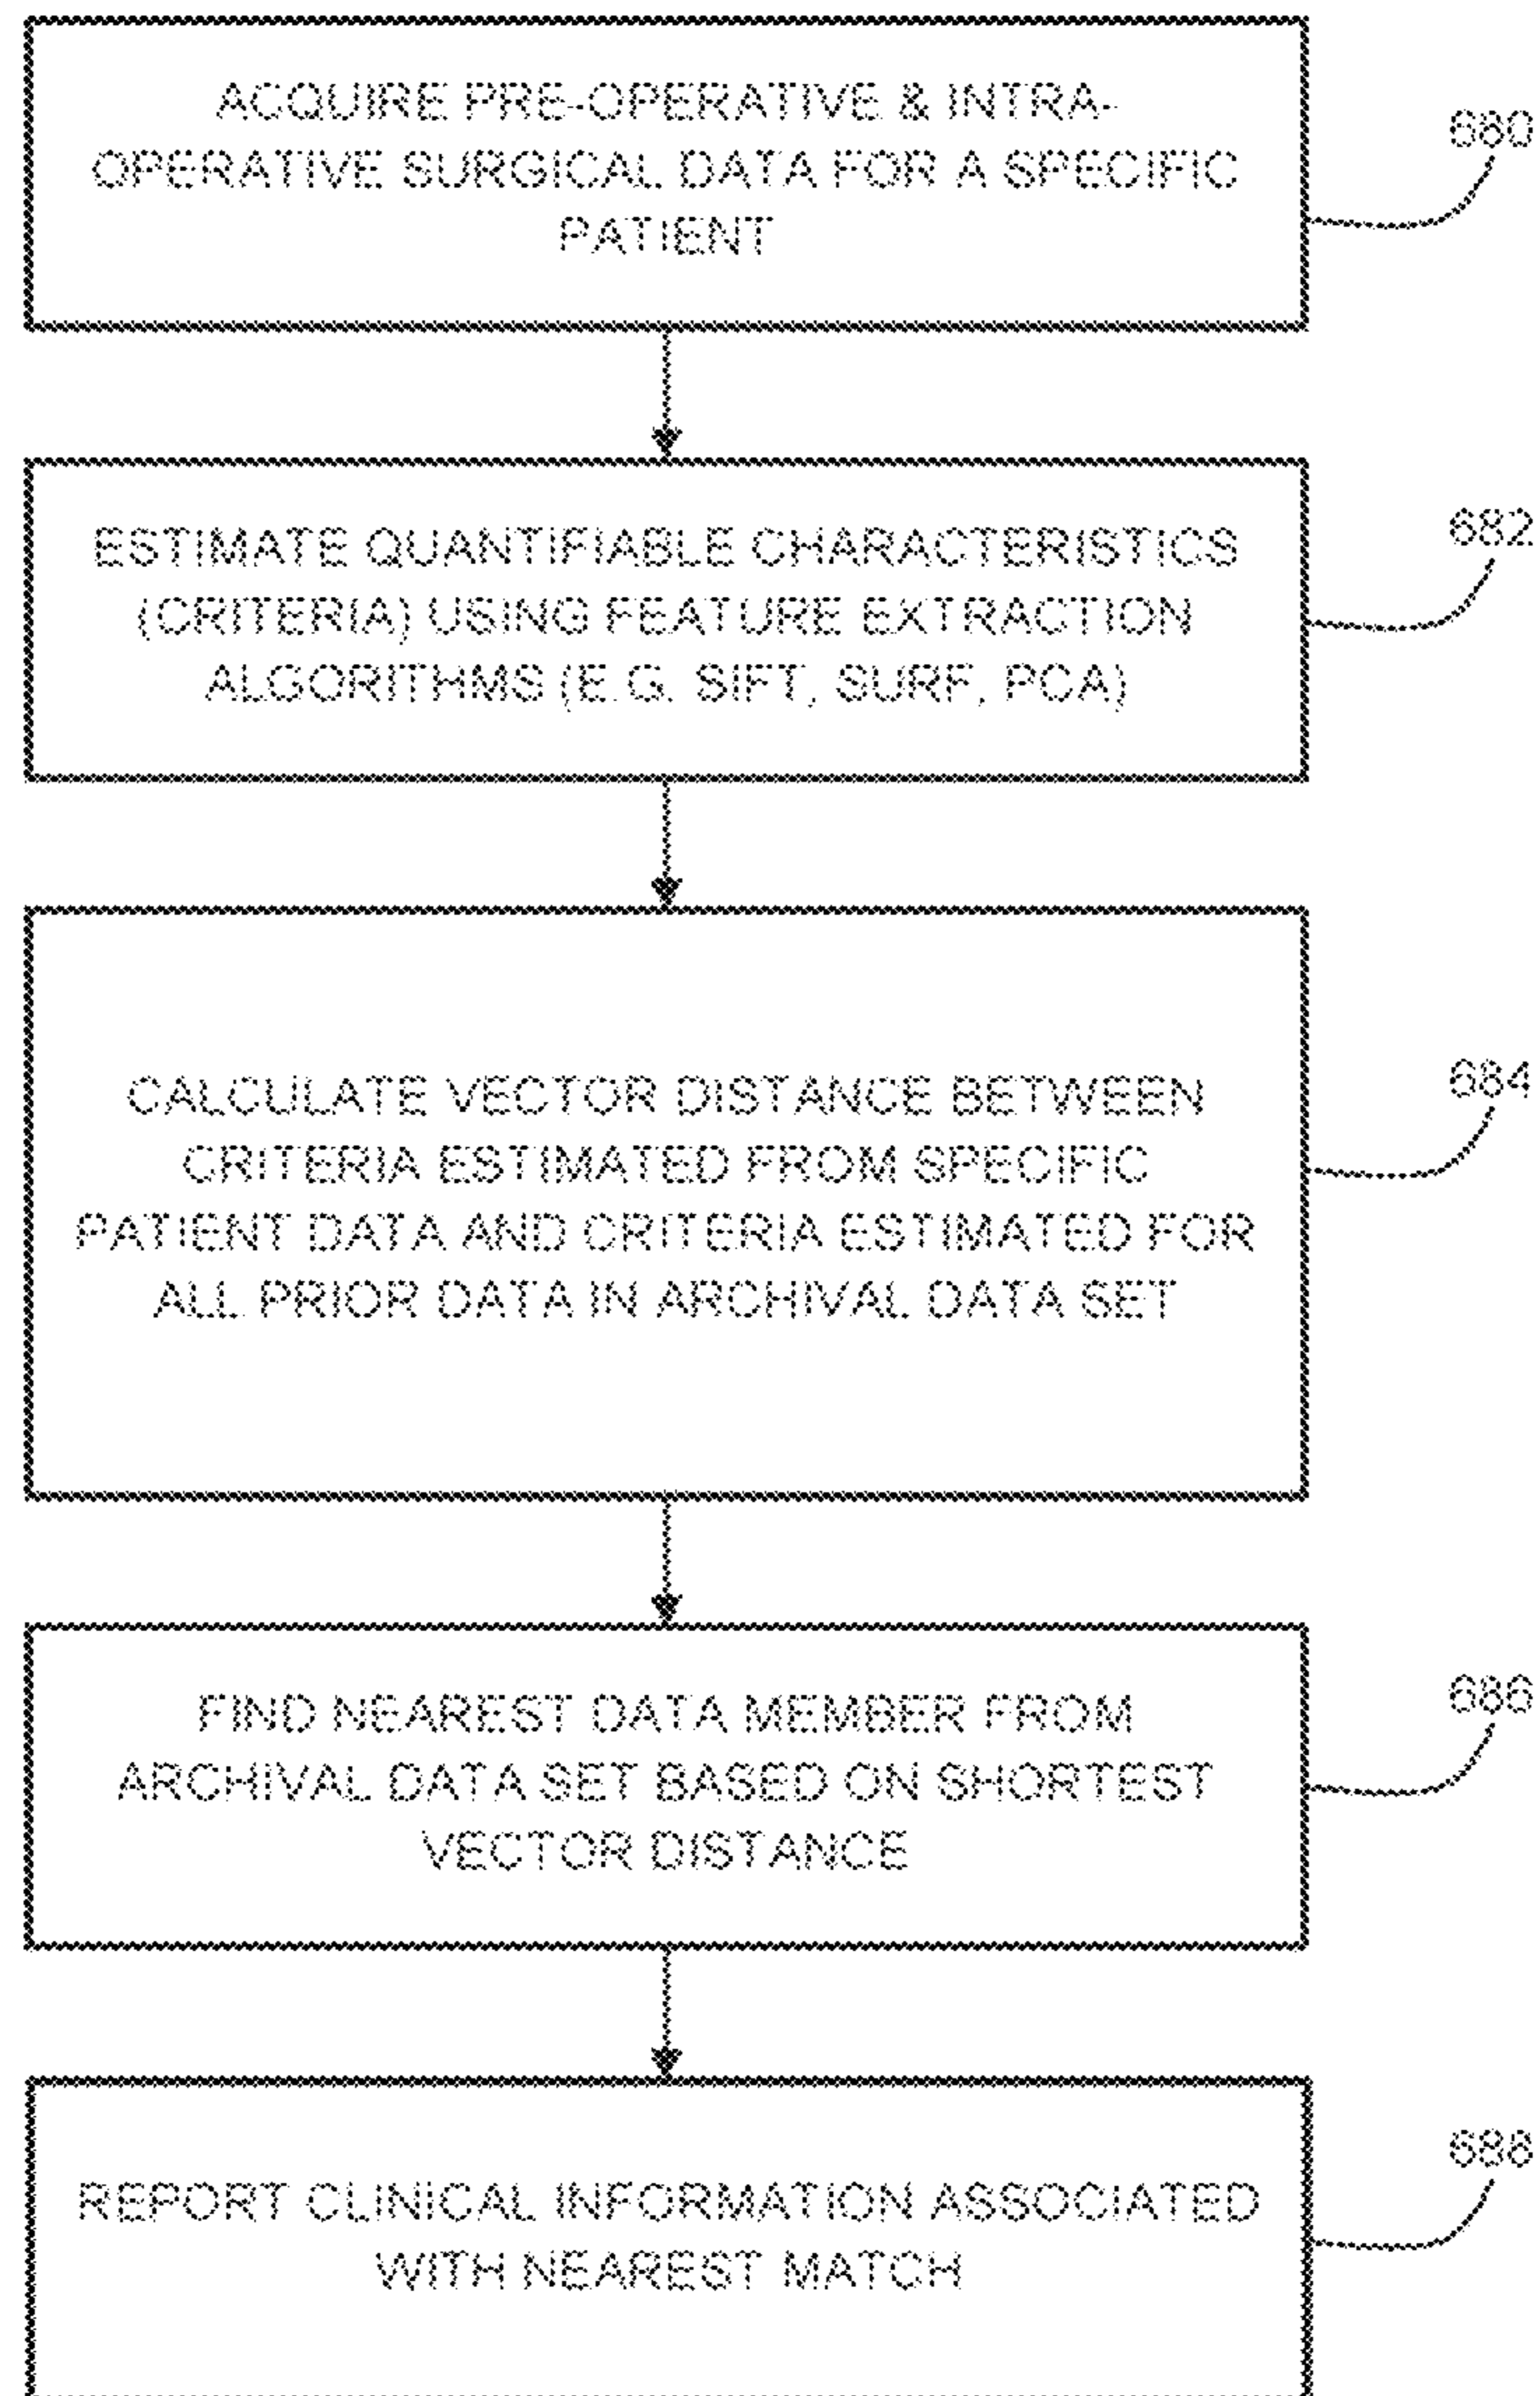 ACQUIRE PRE-OPERATIVE & INTRA-
OPERATIVE SURGICAL DATA FOR A SPECIFIC
PATIENT
680
ESTIMATE QUANTIFIABLE CHARACTERISTICS
(CRITERIA) USING FEATURE EXTRACTION
ALGORITHMS (E.G. SIFT, SURF, PCA)
682
CALCULATE VECTOR DISTANCE BETWEEN
CRITERIA ESTIMATED FROM SPECIFIC
PATIENT DATA AND CRITERIA ESTIMATED FOR
ALL PRIOR DATA IN ARCHIVAL DATA SET
684
FIND NEAREST DATA MEMBER FROM
ARCHIVAL DATA SET BASED ON SHORTEST
VECTOR DISTANCE
686
REPORT CLINICAL INFORMATION ASSOCIATED
WITH NEAREST MATCH
688